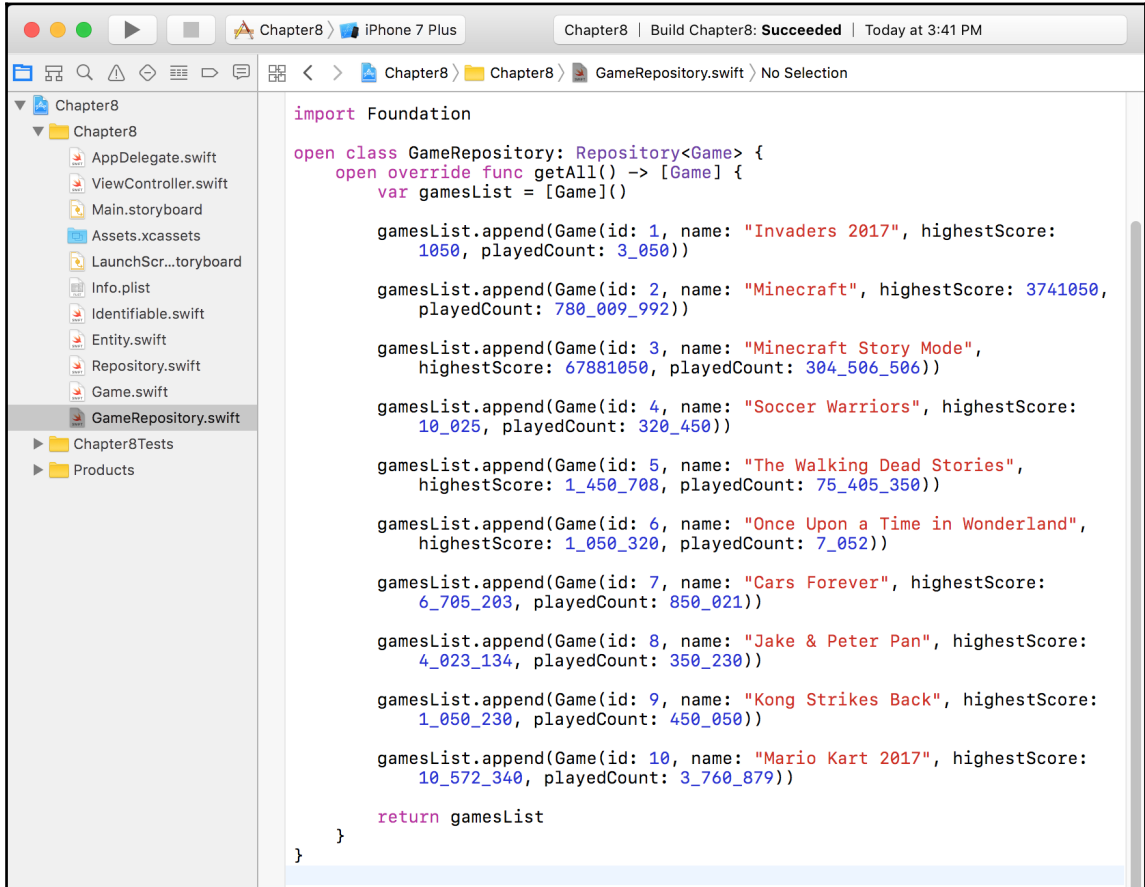 Chapter8 〉 iPhone 7 Plus
Chapter8 | Build Chapter8: Succeeded | Today at 3:41 PM
Chapter8 〉 Chapter8 〉 GameRepository.swift 〉 No Selection
Chapter8
Chapter8
AppDelegate.swift
ViewController.swift
Main.storyboard
Assets.xcassets
LaunchScr...toryboard
Info.plist
Identifiable.swift
Entity.swift
Repository.swift
Game.swift
GameRepository.swift
Chapter8Tests
Products
import Foundation
open class GameRepository: Repository<Game> {
    open override func getAll() -> [Game] {
        var gamesList = [Game]()
        gamesList.append(Game(id: 1, name: "Invaders 2017", highestScore:
            1050, playedCount: 3_050))
        gamesList.append(Game(id: 2, name: "Minecraft", highestScore: 3741050,
            playedCount: 780_009_992))
        gamesList.append(Game(id: 3, name: "Minecraft Story Mode",
            highestScore: 67881050, playedCount: 304_506_506))
        gamesList.append(Game(id: 4, name: "Soccer Warriors", highestScore:
            10_025, playedCount: 320_450))
        gamesList.append(Game(id: 5, name: "The Walking Dead Stories",
            highestScore: 1_450_708, playedCount: 75_405_350))
        gamesList.append(Game(id: 6, name: "Once Upon a Time in Wonderland",
            highestScore: 1_050_320, playedCount: 7_052))
        gamesList.append(Game(id: 7, name: "Cars Forever", highestScore:
            6_705_203, playedCount: 850_021))
        gamesList.append(Game(id: 8, name: "Jake & Peter Pan", highestScore:
            4_023_134, playedCount: 350_230))
        gamesList.append(Game(id: 9, name: "Kong Strikes Back", highestScore:
            1_050_230, playedCount: 450_050))
        gamesList.append(Game(id: 10, name: "Mario Kart 2017", highestScore:
            10_572_340, playedCount: 3_760_879))
        return gamesList
    }
}